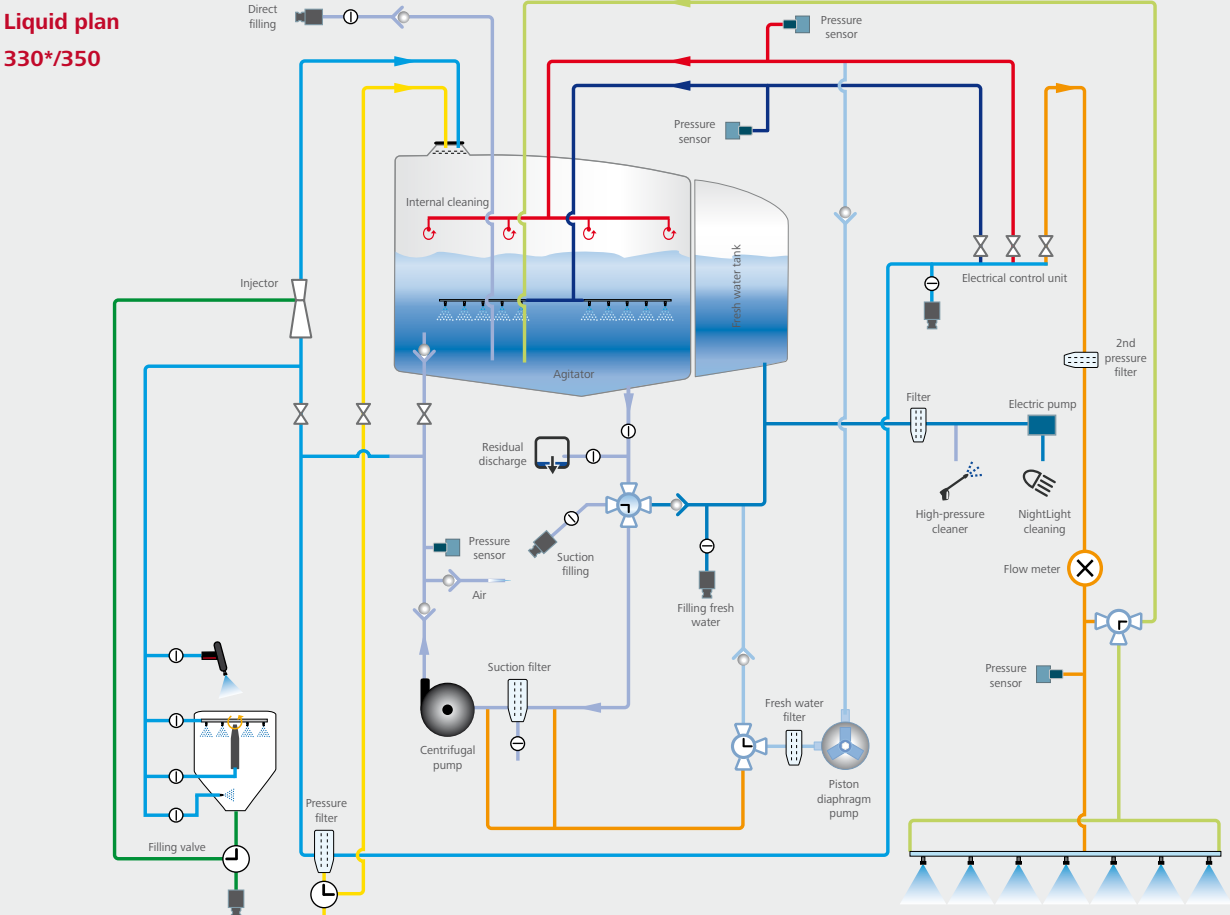 Liquid plan
330*/350
Direct
filling
Pressure
sensor
Pressure
sensor
Internal cleaning
Fresh water tank
Injector
Electrical control unit
2nd
pressure
filter
Agitator
Filter
Electric pump
Residual
discharge
High-pressure
cleaner
NightLight
cleaning
Pressure
sensor
Suction
filling
Air
Flow meter
Filling fresh
water
Suction filter
Pressure
sensor
Fresh water
filter
Centrifugal
pump
Piston
diaphragm
pump
Pressure
filter
Filling valve